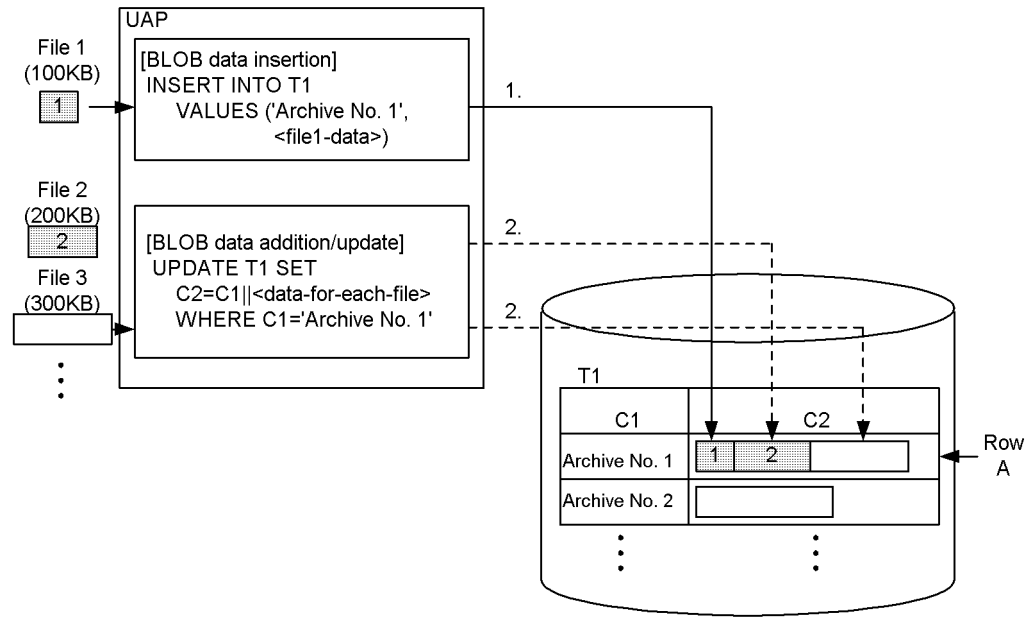 UAP
File 1
(100KB)
1
[BLOB data insertion]
INSERT INTO T1
VALUES ('Archive No. 1',
<file1-data>)
1.
File 2
(200KB)
2
File 3
(300KB)
[BLOB data addition/update]
UPDATE T1 SET
C2=C1||<data-for-each-file>
WHERE C1='Archive No. 1'
2.
2.
T1
C1
C2
Archive No. 1
1
2
Row
A
Archive No. 2